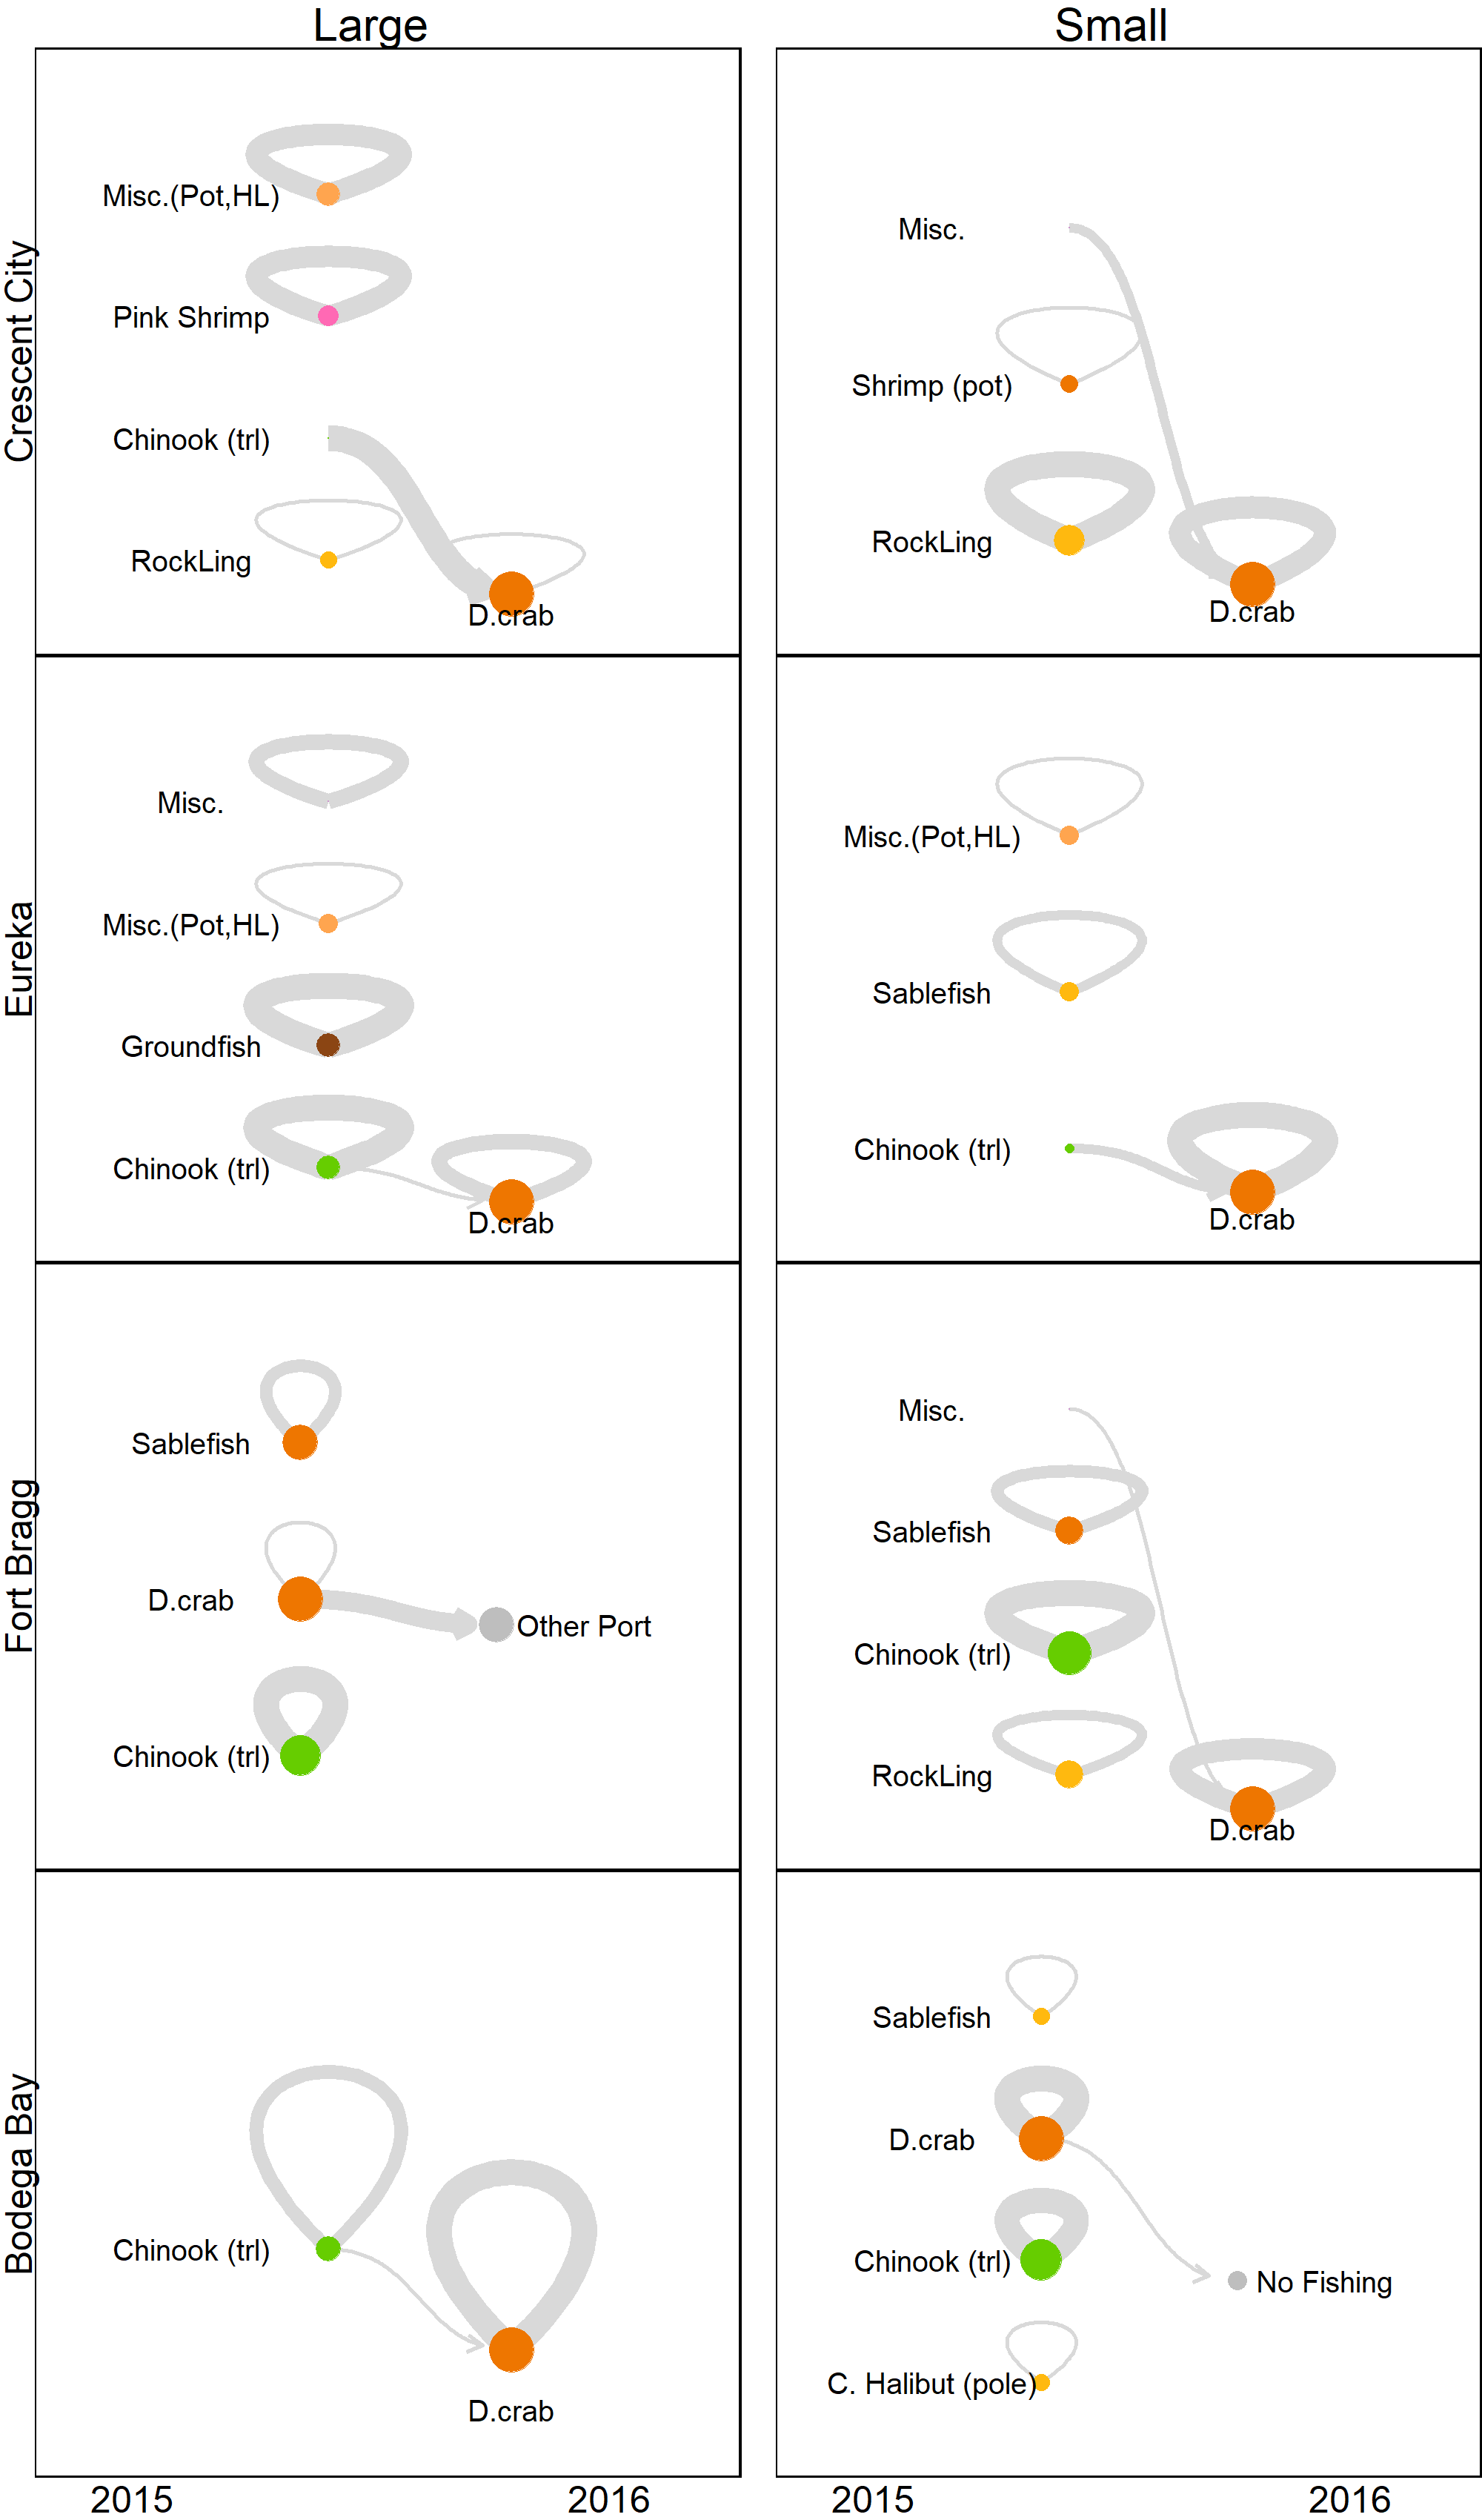 Large
Small
Crescent City
Misc.(Pot,HL)
Pink Shrimp
Chinook (trl)
RockLing
D.crab
Misc.
Shrimp (pot)
RockLing
D.crab
Eureka
Misc.
Misc.(Pot,HL)
Groundfish
Chinook (trl)
D.crab
Misc.(Pot,HL)
Sablefish
Chinook (trl)
D.crab
Fort Bragg
Sablefish
D.crab
Other Port
Chinook (trl)
Misc.
Sablefish
Chinook (trl)
RockLing
D.crab
Bodega Bay
Chinook (trl)
D.crab
Sablefish
D.crab
Chinook (trl)
No Fishing
C. Halibut (pole)
2015
2016
2015
2016